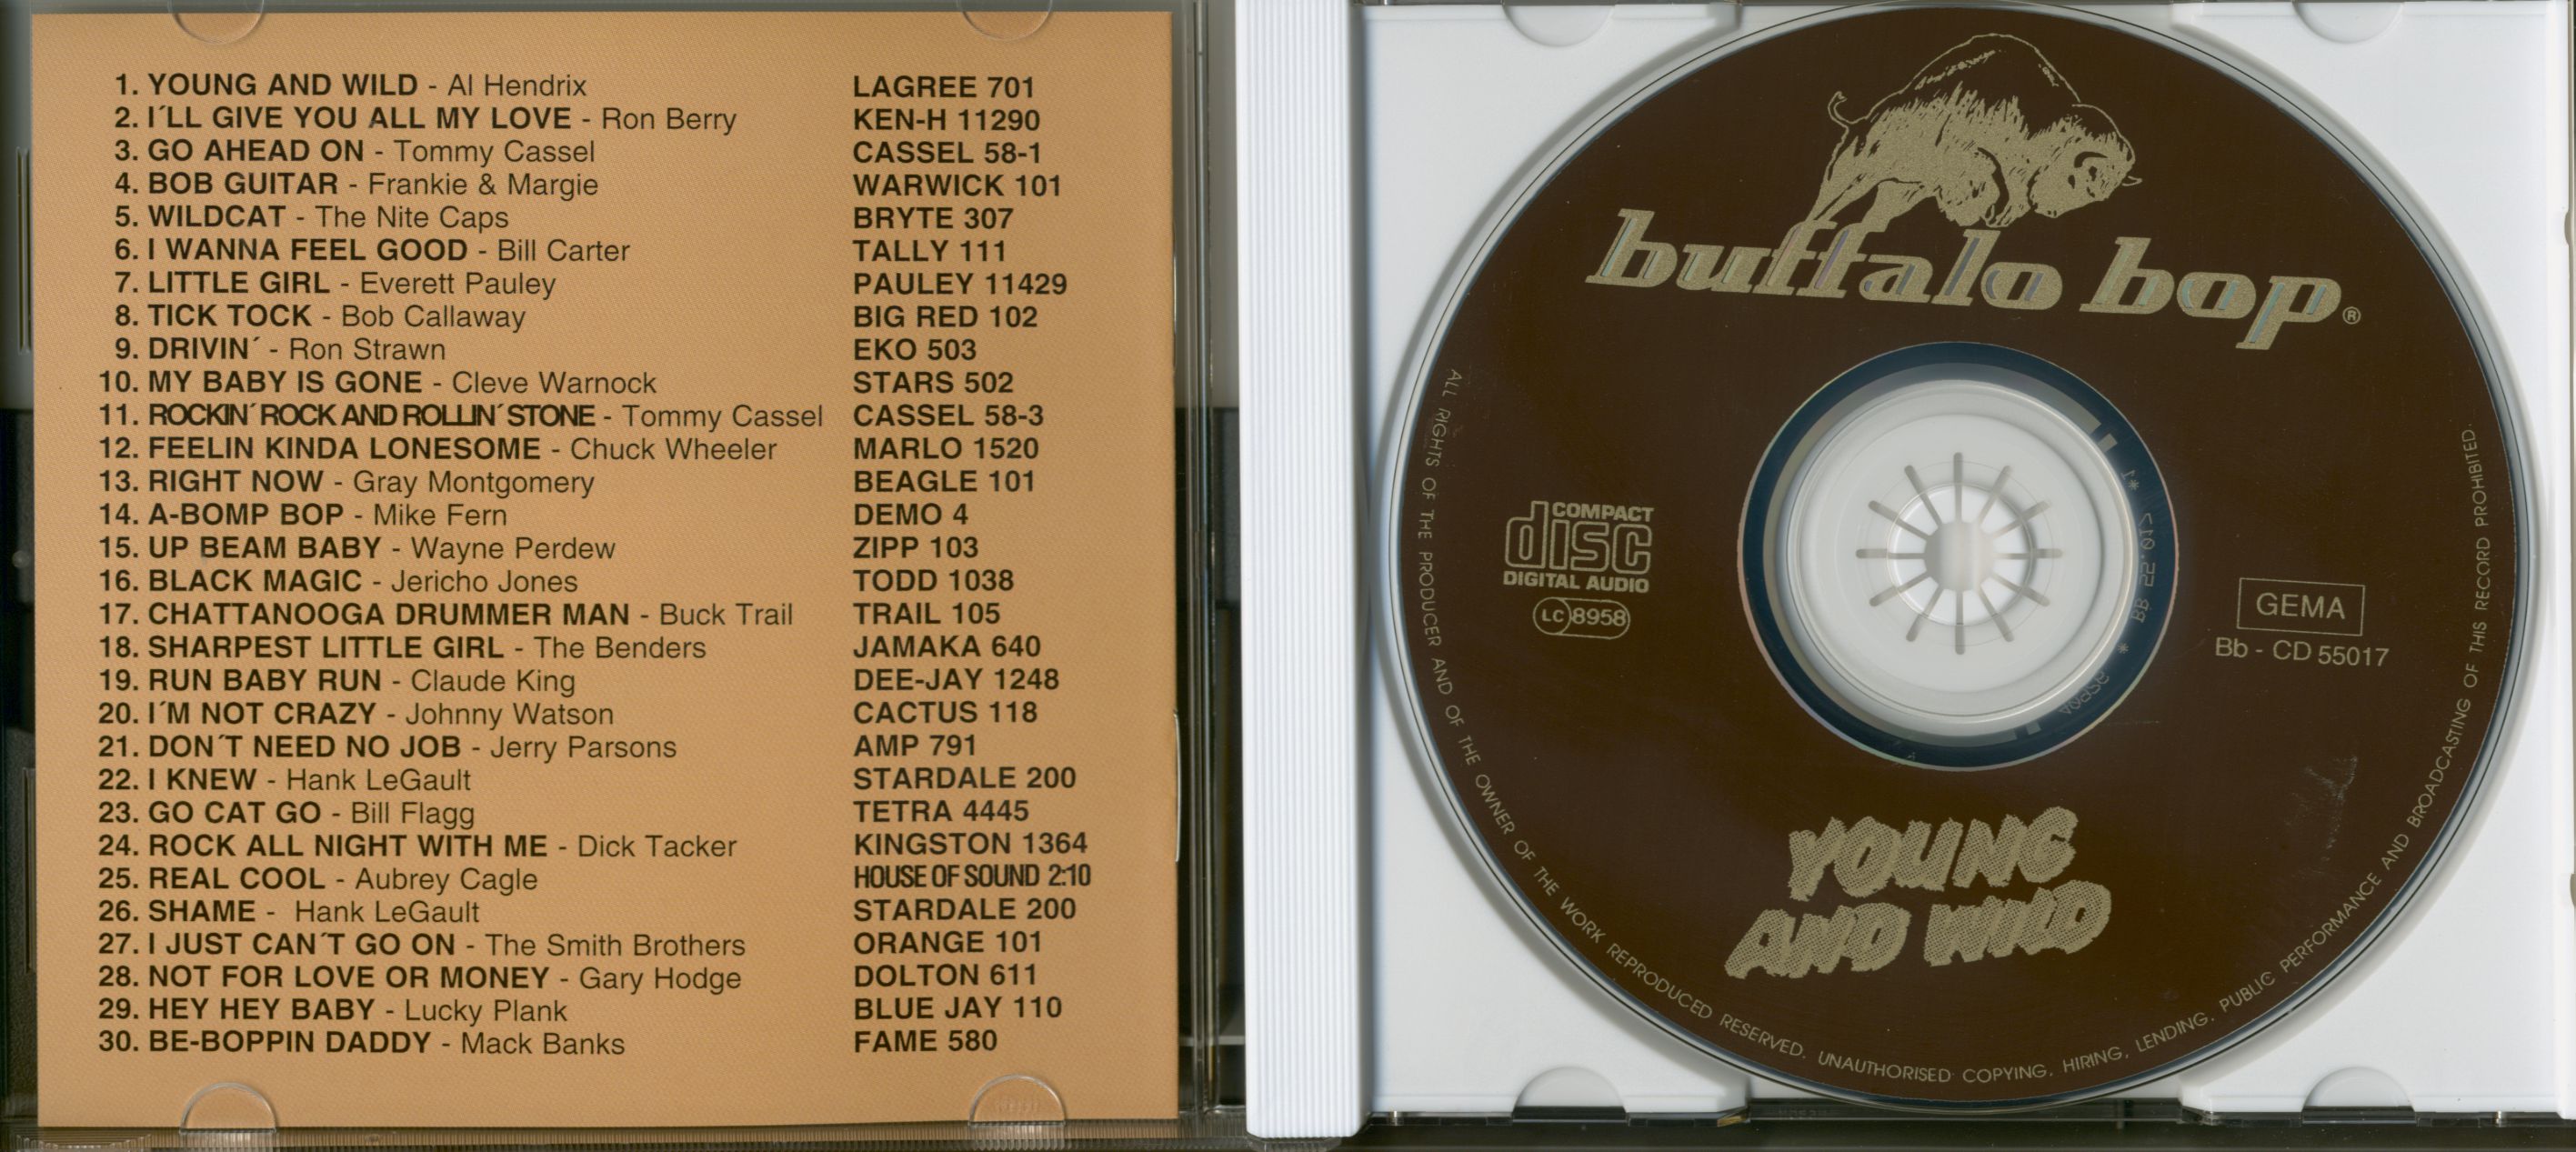 1. YOUNG AND WILD - Al Hendrix LAGREE 701
2. I´LL GIVE YOU ALL MY LOVE - Ron Berry KEN-H 11290
3. GO AHEAD ON - Tommy Cassel CASSEL 58-1
4. BOB GUITAR - Frankie & Margie WARWICK 101
5. WILDCAT - The Nite Caps BRYTE 307
6. I WANNA FEEL GOOD - Bill Carter TALLY 111
7. LITTLE GIRL - Everett Pauley PAULEY 11429
8. TICK TOCK - Bob Callaway BIG RED 102
9. DRIVIN´ - Ron Strawn EKO 503
10. MY BABY IS GONE - Cleve Warnock STARS 502
11. ROCKIN´ ROCK AND ROLLIN´ STONE - Tommy Cassel CASSEL 58-3
12. FEELIN KINDA LONESOME - Chuck Wheeler MARLO 1520
13. RIGHT NOW - Gray Montgomery BEAGLE 101
14. A-BOMP BOP - Mike Fern DEMO 4
15. UP BEAM BABY - Wayne Perdew ZIPP 103
16. BLACK MAGIC - Jericho Jones TODD 1038
17. CHATTANOOGA DRUMMER MAN - Buck Trail TRAIL 105
18. SHARPEST LITTLE GIRL - The Benders JAMAKA 640
19. RUN BABY RUN - Claude King DEE-JAY 1248
20. I´M NOT CRAZY - Johnny Watson CACTUS 118
21. DON´T NEED NO JOB - Jerry Parsons AMP 791
22. I KNEW - Hank LeGault STARDALE 200
23. GO CAT GO - Bill Flagg TETRA 4445
24. ROCK ALL NIGHT WITH ME - Dick Tacker KINGSTON 1364
25. REAL COOL - Aubrey Cagle HOUSE OF SOUND 2:10
26. SHAME - Hank LeGault STARDALE 200
27. I JUST CAN´T GO ON - The Smith Brothers ORANGE 101
28. NOT FOR LOVE OR MONEY - Gary Hodge DOLTON 611
29. HEY HEY BABY - Lucky Plank BLUE JAY 110
30. BE-BOPPIN DADDY - Mack Banks FAME 580
buffalo bop®
COMPACT
disc
DIGITAL AUDIO
LC 8958
GEMA
Bb - CD 55017
YOUNG
AND WILD
ALL RIGHTS OF THE PRODUCER AND OF THE OWNER OF THE WORK REPRODUCED RESERVED. UNAUTHORISED COPYING, HIRING, LENDING, PUBLIC PERFORMANCE AND BROADCASTING OF THIS RECORD PROHIBITED.